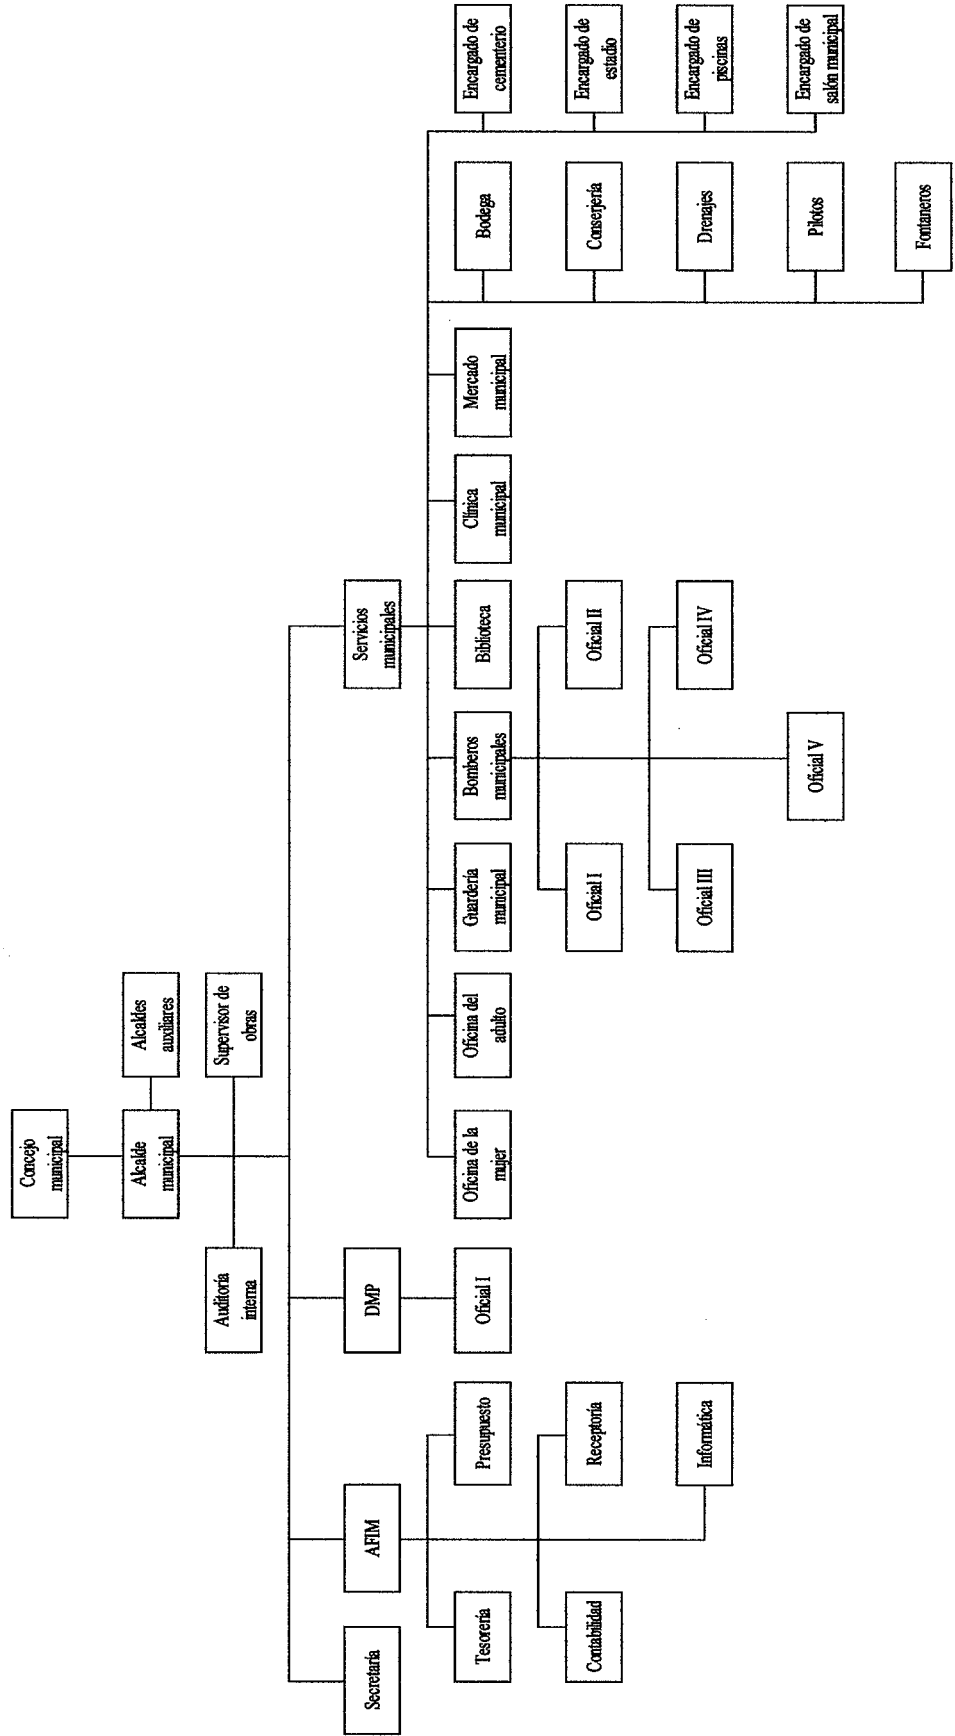 Concejo
municipal
Alcalde
municipal
Alcaldes
auxiliares
Auditoría
interna
Supervisor de
obras
Secretaría
AFIM
DMP
Servicios
municipales
Tesorería
Presupuesto
Oficial I
Oficina de la
mujer
Oficina del
adulto
Guardería
municipal
Bomberos
municipales
Biblioteca
Clínica
municipal
Mercado
municipal
Bodega
Encargado de
cementerio
Contabilidad
Receptoría
Oficial I
Oficial II
Conserjería
Encargado de
estadio
Informática
Oficial III
Oficial IV
Drenajes
Encargado de
piscinas
Oficial V
Pilotos
Encargado de
salón municipal
Fontaneros